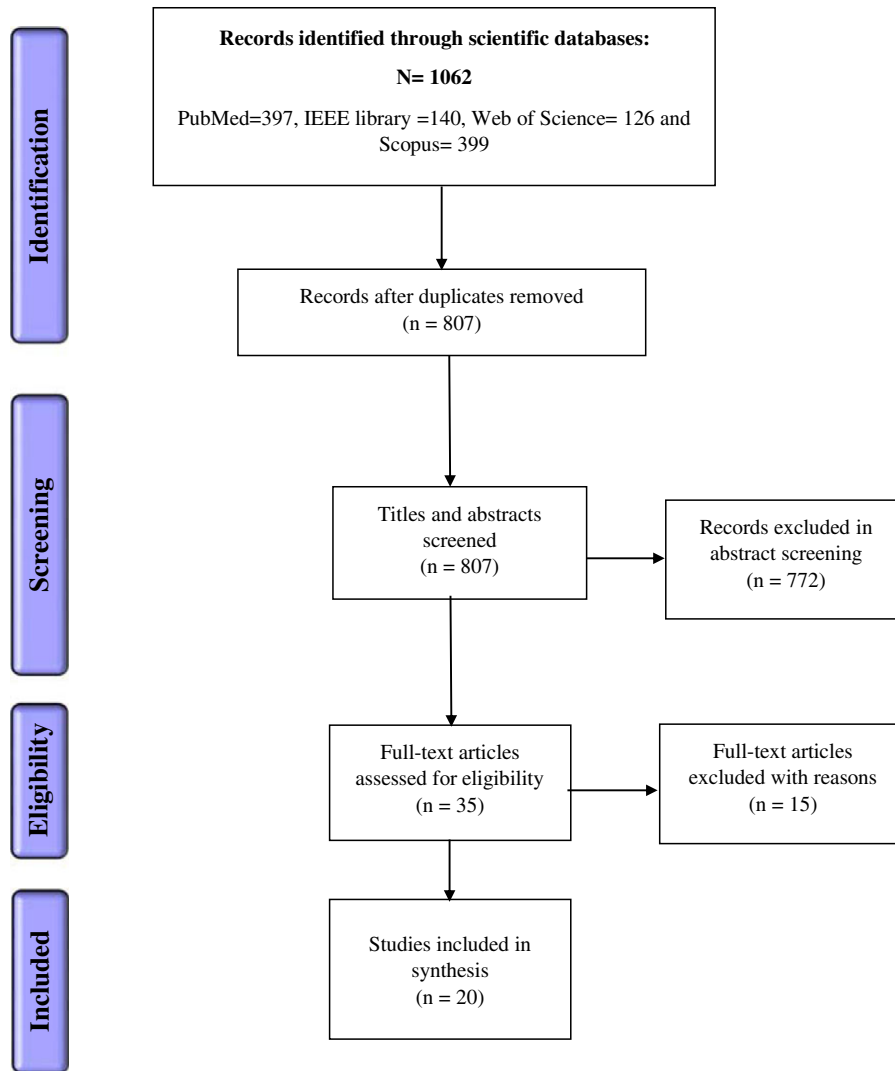 Identification
Records identified through scientific databases:
N= 1062
PubMed=397, IEEE library =140, Web of Science= 126 and
Scopus= 399
Records after duplicates removed
(n = 807)
Screening
Titles and abstracts
screened
(n = 807)
Records excluded in
abstract screening
(n = 772)
Eligibility
Full-text articles
assessed for eligibility
(n = 35)
Full-text articles
excluded with reasons
(n = 15)
Included
Studies included in
synthesis
(n = 20)